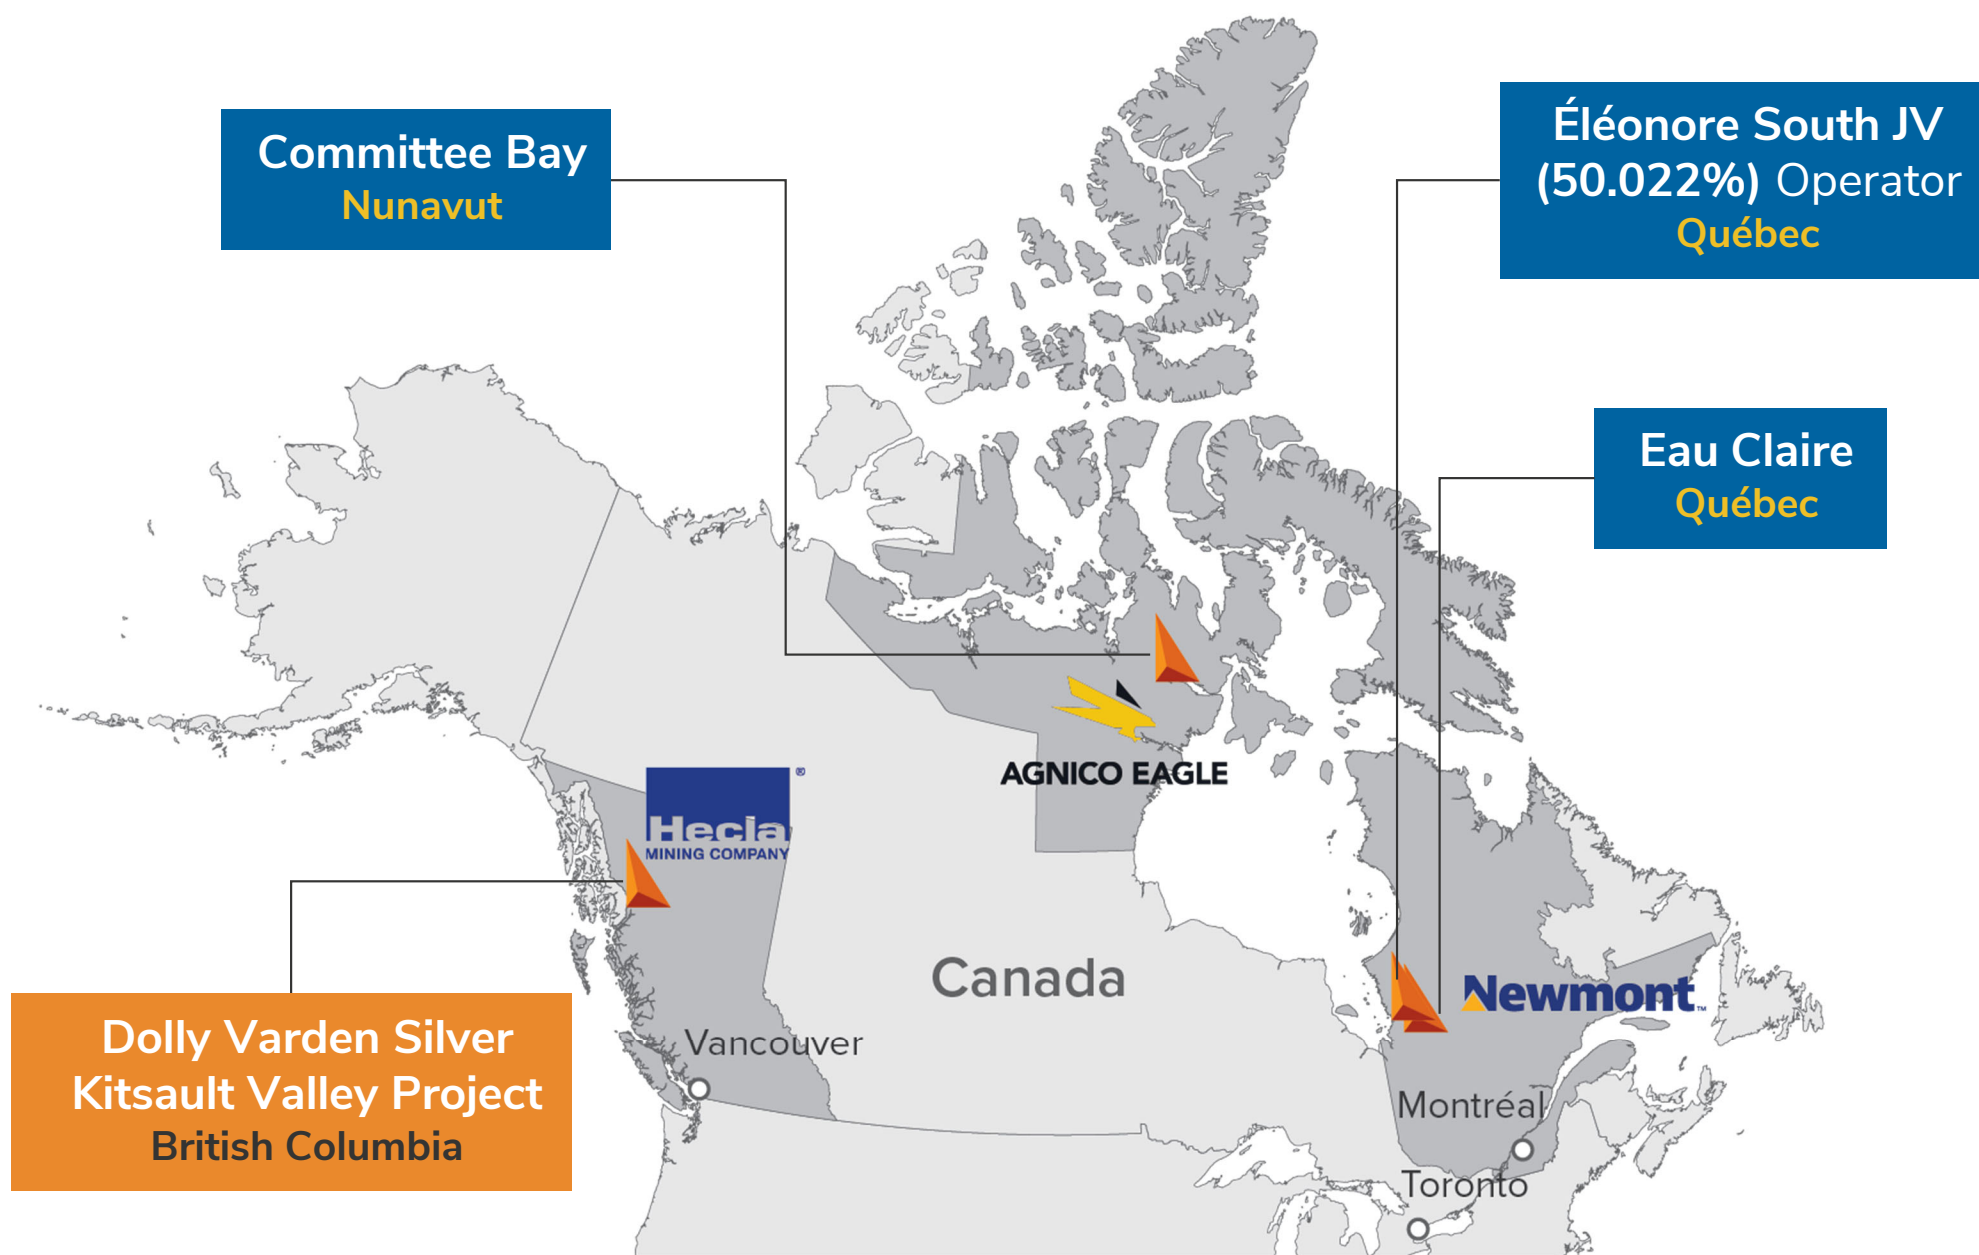 Committee Bay
Nunavut
Éléonore South JV
(50.022%) Operator
Québec
Eau Claire
Québec
AGNICO EAGLE
Hecla
®
MINING COMPANY
Canada
Newmont™
Dolly Varden Silver
Kitsault Valley Project
British Columbia
Vancouver
Montréal
Toronto